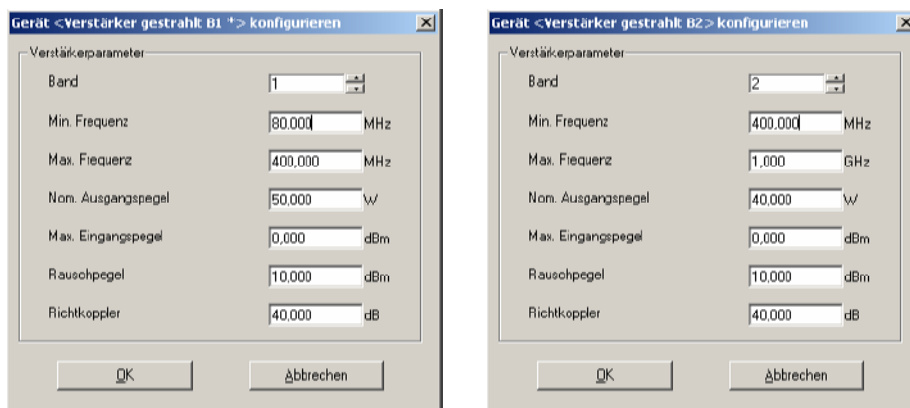 Gerät <Verstärker gestrahlt B1 *> konfigurieren
Verstärkerparameter
Band 1
Min. Frequenz 80.000 MHz
Max. Frequenz 400,000 MHz
Nom. Ausgangspegel 50,000 W
Max. Eingangspegel 0,000 dBm
Rauschpegel 10,000 dBm
Richtkoppler 40,000 dB
OK Abbrechen
Gerät <Verstärker gestrahlt B2> konfigurieren
Verstärkerparameter
Band 2
Min. Frequenz 400.000 MHz
Max. Frequenz 1,000 GHz
Nom. Ausgangspegel 40,000 W
Max. Eingangspegel 0,000 dBm
Rauschpegel 10,000 dBm
Richtkoppler 40,000 dB
OK Abbrechen